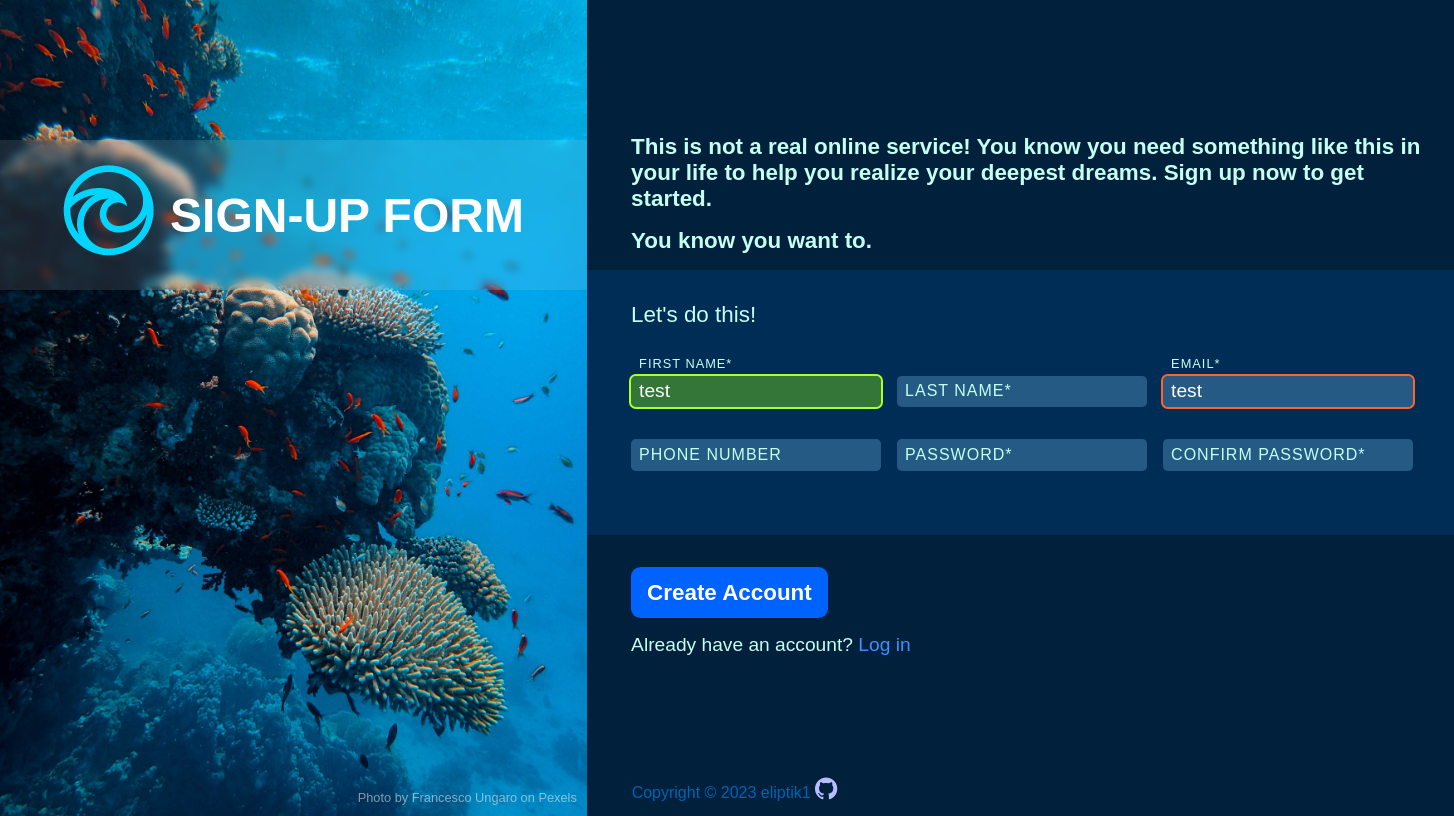 SIGN-UP FORM
Photo by Francesco Ungaro on Pexels
This is not a real online service! You know you need something like this in
your life to help you realize your deepest dreams. Sign up now to get
started.
You know you want to.
Let's do this!
FIRST NAME*
test
LAST NAME*
EMAIL*
test
PHONE NUMBER
PASSWORD*
CONFIRM PASSWORD*
Create Account
Already have an account? Log in
Copyright © 2023 eliptik1